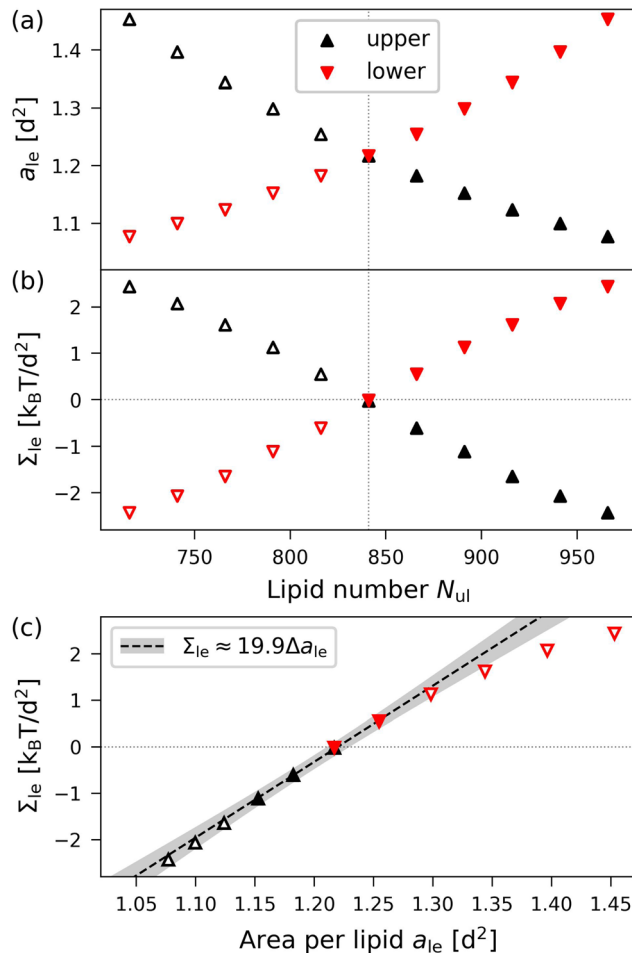 (a)
1.4
1.3
1.2
1.1
a_le [d²]
upper
lower
(b)
2
1
0
−1
−2
Σ_le [k_BT/d²]
750 800 850 900 950
Lipid number N_ul
(c)
2
1
0
−1
−2
Σ_le [k_BT/d²]
Σ_le ≈ 19.9Δa_le
1.05 1.10 1.15 1.20 1.25 1.30 1.35 1.40 1.45
Area per lipid a_le [d²]